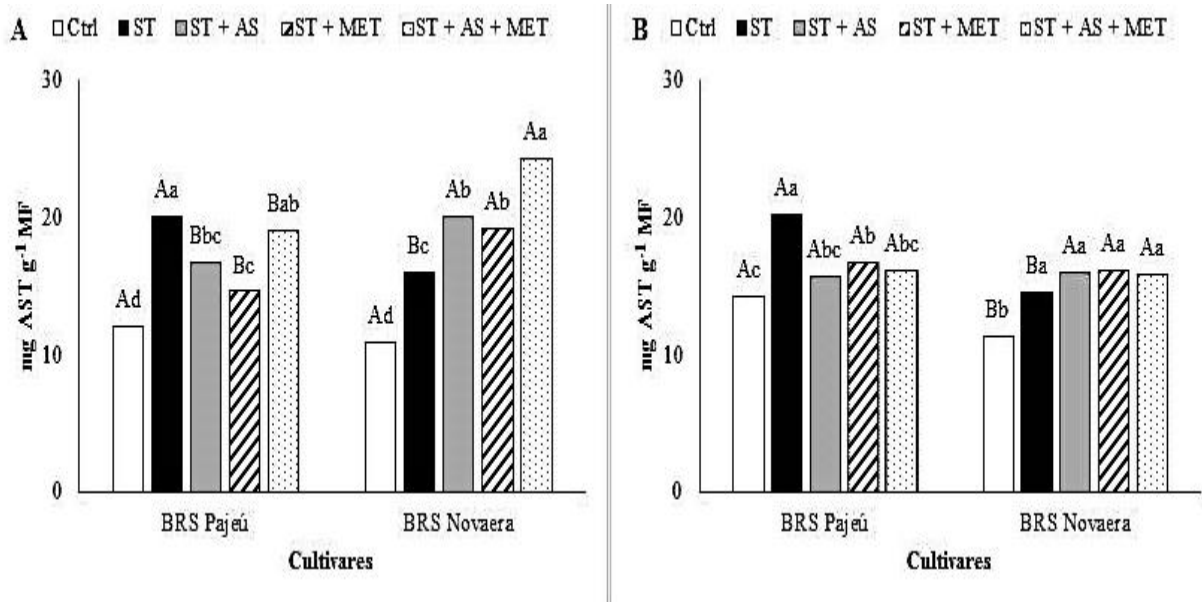 A Ctrl ST ST + AS ST + MET ST + AS + MET
30
20
10
0
mg AST g⁻¹ MF
Ad Aa Bbc Bc Bab
Ad Bc Ab Ab Aa
BRS Pajeú BRS Novaera
Cultivares
B Ctrl ST ST + AS ST + MET ST + AS + MET
30
20
10
0
mg AST g⁻¹ MF
Ac Aa Abc Ab Abc
Bb Ba Aa Aa Aa
BRS Pajeú BRS Novaera
Cultivares